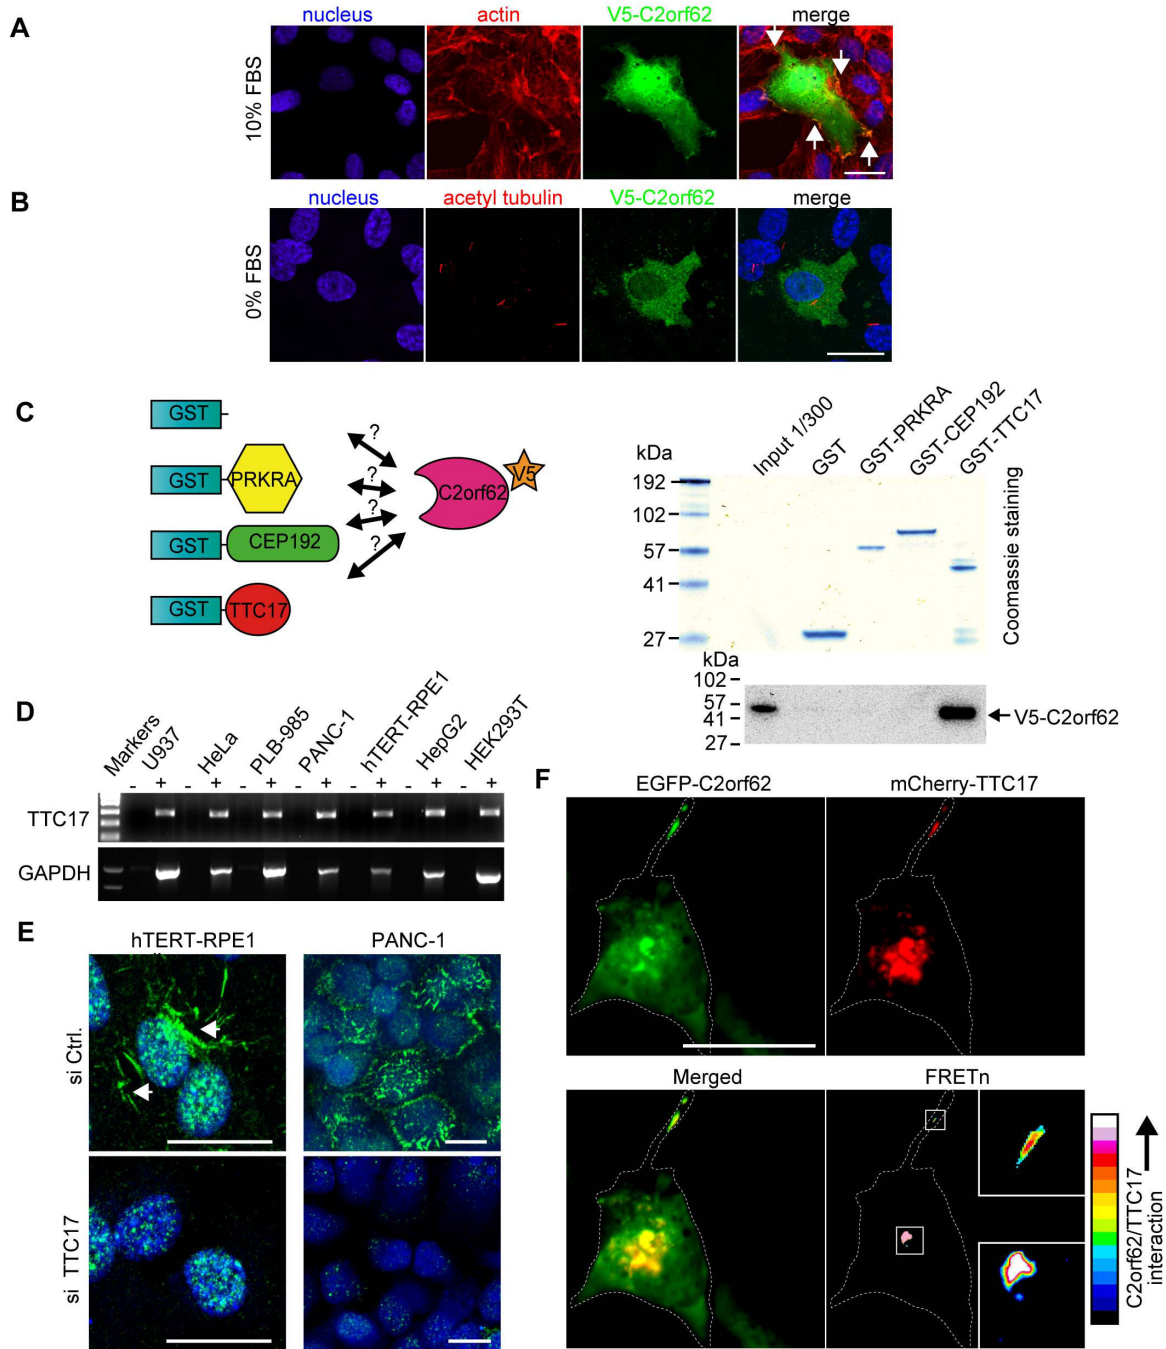 A
nucleus actin V5-C2orf62 merge
10% FBS
B
nucleus acetyl tubulin V5-C2orf62 merge
0% FBS
C
GST
GST PRKRA
GST CEP192
GST TTC17
?
?
?
?
C2orf62 V5
Input 1/300 GST GST-PRKRA GST-CEP192 GST-TTC17
kDa
192
102
57
41
27
Coomassie staining
kDa
102
57
41
27
V5-C2orf62
D
Markers U937 HeLa PLB-985 PANC-1 hTERT-RPE1 HepG2 HEK293T
- + - + - + - + - + - + - +
TTC17
GAPDH
E
hTERT-RPE1 PANC-1
si Ctrl.
si TTC17
F
EGFP-C2orf62 mCherry-TTC17
Merged FRETn
C2orf62/TTC17
interaction